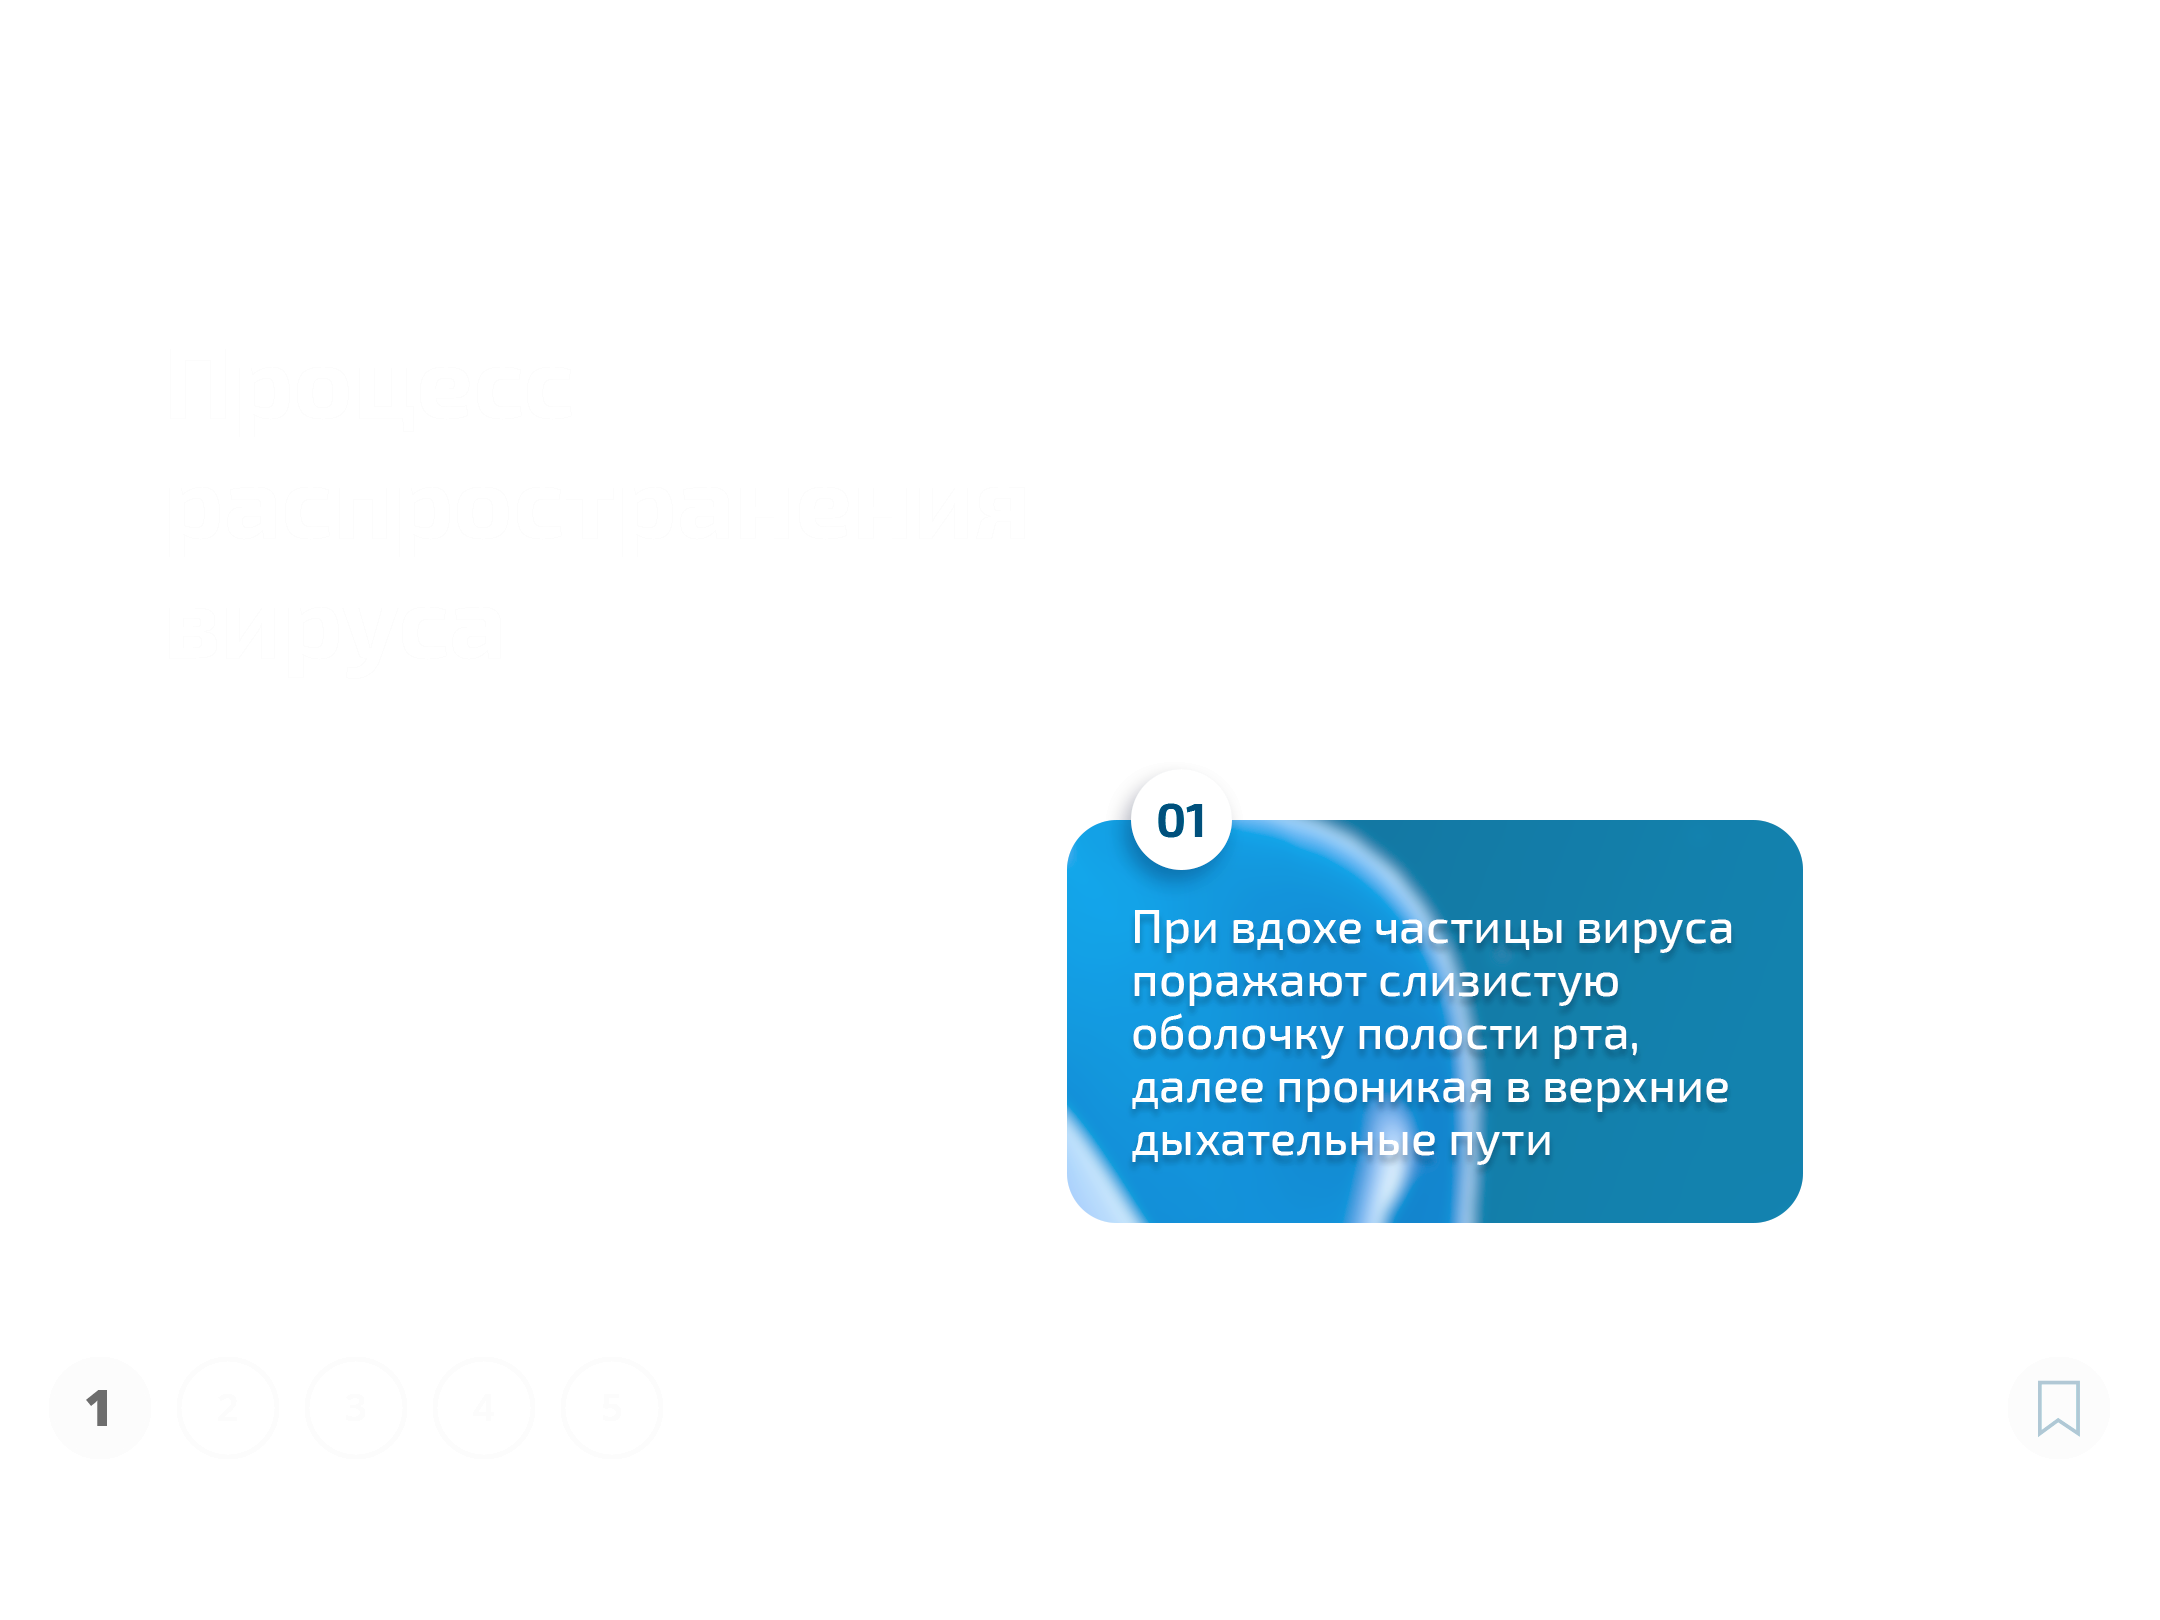 Процесс
распространения
вируса
01
При вдохе частицы вируса
поражают слизистую
оболочку полости рта,
далее проникая в верхние
дыхательные пути
1
2
3
4
5